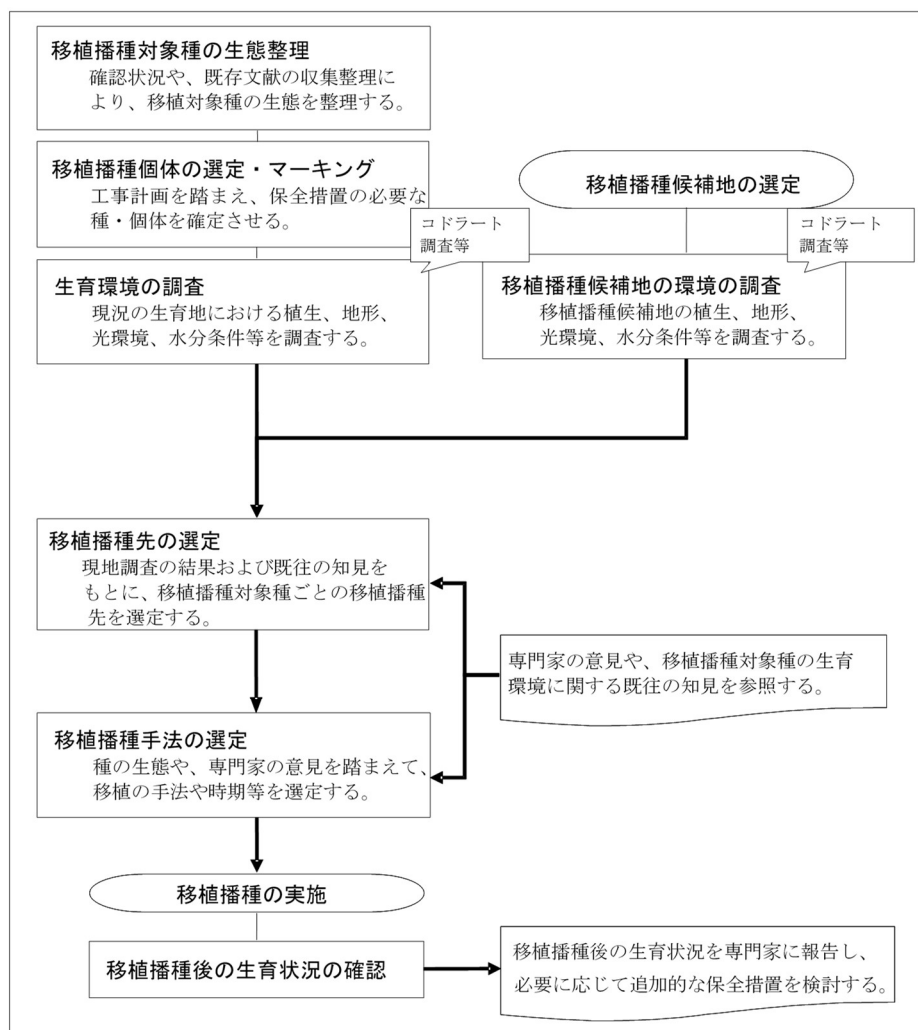 移植播種対象種の生態整理
確認状況や、既存文献の収集整理に
より、移植対象種の生態を整理する。
移植播種個体の選定・マーキング
工事計画を踏まえ、保全措置の必要な
種・個体を確定させる。
移植播種候補地の選定
コドラート
調査等
コドラート
調査等
生育環境の調査
現況の生育地における植生、地形、
光環境、水分条件等を調査する。
移植播種候補地の環境の調査
移植播種候補地の植生、地形、
光環境、水分条件等を調査する。
移植播種先の選定
現地調査の結果および既往の知見を
もとに、移植播種対象種ごとの移植播種
先を選定する。
専門家の意見や、移植播種対象種の生育
環境に関する既往の知見を参照する。
移植播種手法の選定
種の生態や、専門家の意見を踏まえて、
移植の手法や時期等を選定する。
移植播種の実施
移植播種後の生育状況の確認
移植播種後の生育状況を専門家に報告し、
必要に応じて追加的な保全措置を検討する。